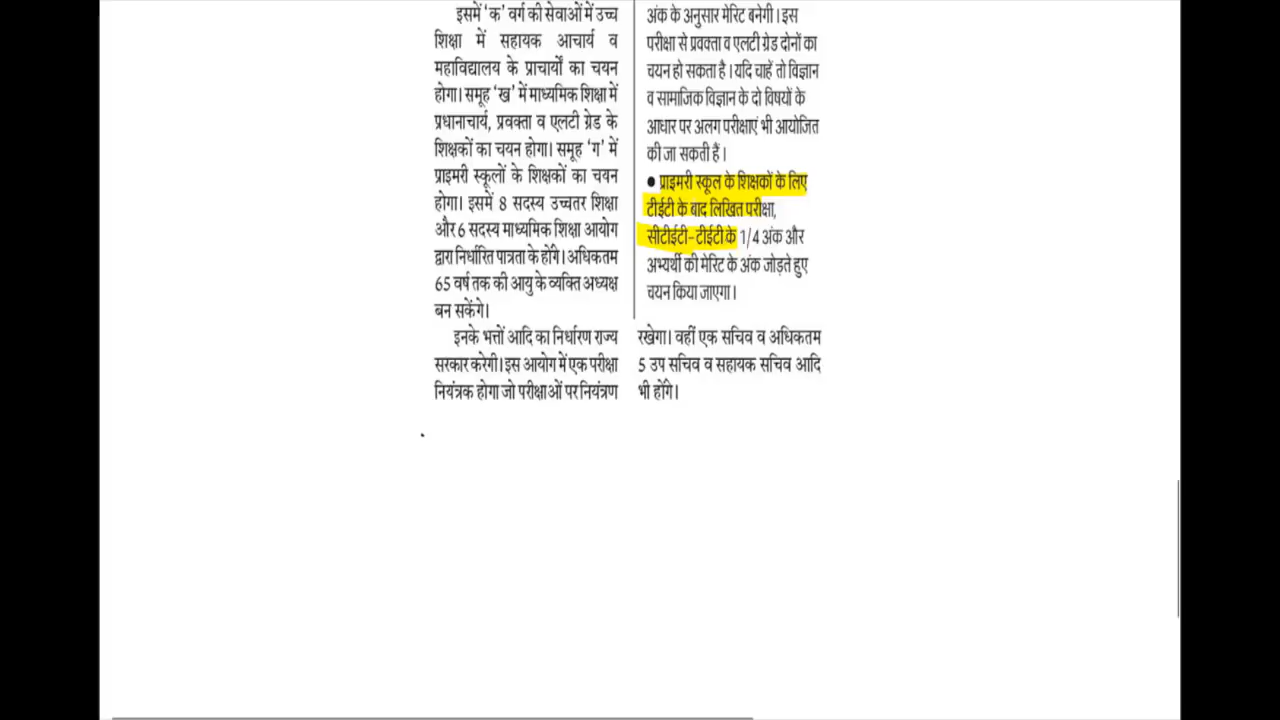 इसमें ‘क’ वर्ग की सेवाओं में उच्च
शिक्षा में सहायक आचार्य व
महाविद्यालय के प्राचार्यों का चयन
होगा। समूह ‘ख’ में माध्यमिक शिक्षा में
प्रधानाचार्य, प्रवक्ता व एलटी ग्रेड के
शिक्षकों का चयन होगा। समूह ‘ग’ में
प्राइमरी स्कूलों के शिक्षकों का चयन
होगा। इसमें 8 सदस्य उच्चतर शिक्षा
और 6 सदस्य माध्यमिक शिक्षा आयोग
द्वारा निर्धारित पात्रता के होंगे। अधिकतम
65 वर्ष तक की आयु के व्यक्ति अध्यक्ष
बन सकेंगे।
इनके भत्तों आदि का निर्धारण राज्य
सरकार करेगी। इस आयोग में एक परीक्षा
नियंत्रक होगा जो परीक्षाओं पर नियंत्रण
अंक के अनुसार मेरिट बनेगी। इस
परीक्षा से प्रवक्ता व एलटी ग्रेड दोनों का
चयन हो सकता है। यदि चाहें तो विज्ञान
व सामाजिक विज्ञान के दो विषयों के
आधार पर अलग परीक्षाएं भी आयोजित
की जा सकती हैं।
● प्राइमरी स्कूल के शिक्षकों के लिए
टीईटी के बाद लिखित परीक्षा,
सीटीईटी-टीईटी के 1/4 अंक और
अभ्यर्थी की मेरिट के अंक जोड़ते हुए
चयन किया जाएगा।
रखेगा। वहीं एक सचिव व अधिकतम
5 उप सचिव व सहायक सचिव आदि
भी होंगे।